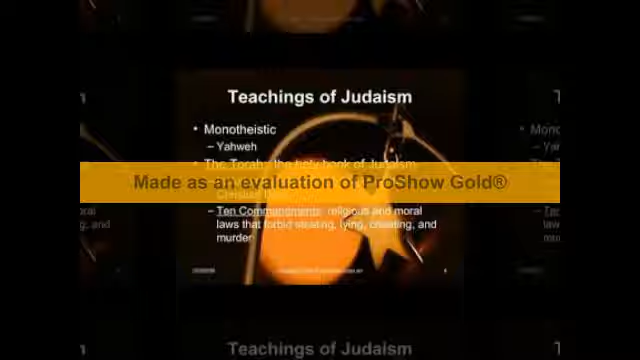 Teachings of Judaism
• Monotheistic
– Yahweh
• The Torah - the holy book of Judaism
Made as an evaluation of ProShow Gold®
Christian
– Ten Commandments: religious and moral
laws that forbid stealing, lying, cheating, and
murder
Teachings of Judaism